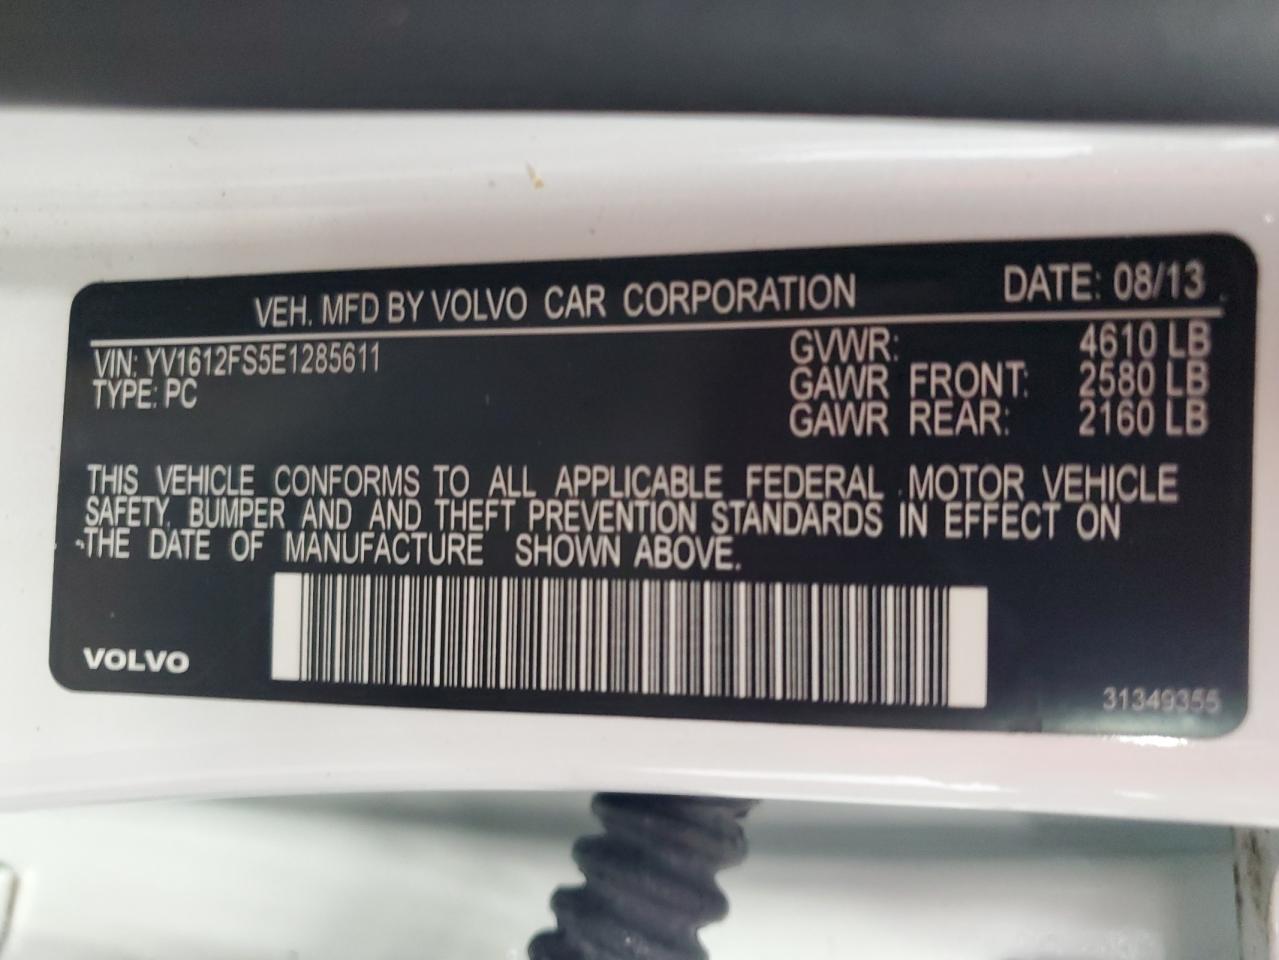 VEH. MFD BY VOLVO CAR CORPORATION DATE: 08/13
VIN: YV1612FS5E1285611 GVWR: 4610 LB
TYPE: PC GAWR FRONT: 2580 LB
GAWR REAR: 2160 LB
THIS VEHICLE CONFORMS TO ALL APPLICABLE FEDERAL MOTOR VEHICLE
SAFETY, BUMPER AND AND THEFT PREVENTION STANDARDS IN EFFECT ON
THE DATE OF MANUFACTURE SHOWN ABOVE.
VOLVO
31349355